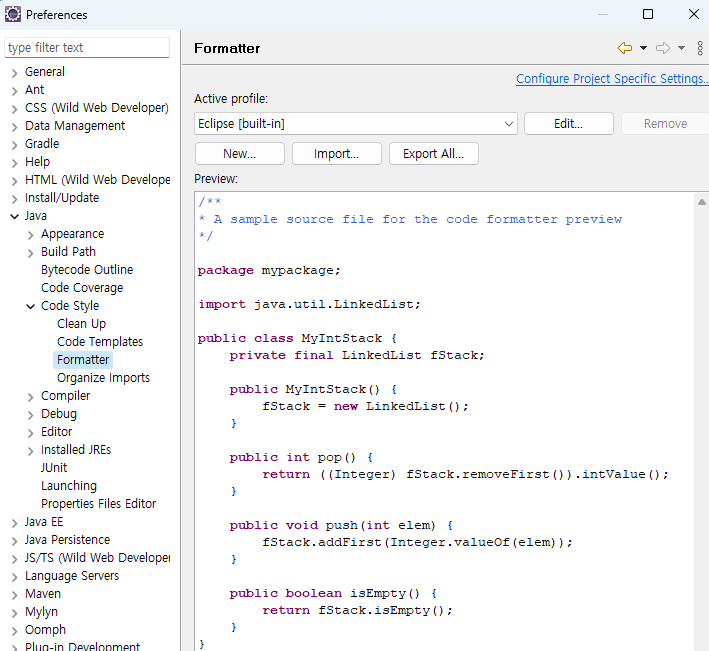 Preferences
type filter text
General
Ant
CSS (Wild Web Developer)
Data Management
Gradle
Help
HTML (Wild Web Develope
Install/Update
Java
Appearance
Build Path
Bytecode Outline
Code Coverage
Code Style
Clean Up
Code Templates
Formatter
Organize Imports
Compiler
Debug
Editor
Installed JREs
JUnit
Launching
Properties Files Editor
Java EE
Java Persistence
JS/TS (Wild Web Developer
Language Servers
Maven
Mylyn
Oomph
Plug-in Development
Formatter
Configure Project Specific Settings..
Active profile:
Eclipse [built-in]
Edit...
Remove
New...
Import...
Export All...
Preview:
/**
* A sample source file for the code formatter preview
*/
package mypackage;
import java.util.LinkedList;
public class MyIntStack {
private final LinkedList fStack;
public MyIntStack() {
fStack = new LinkedList();
}
public int pop() {
return ((Integer) fStack.removeFirst()).intValue();
}
public void push(int elem) {
fStack.addFirst(Integer.valueOf(elem));
}
public boolean isEmpty() {
return fStack.isEmpty();
}
}